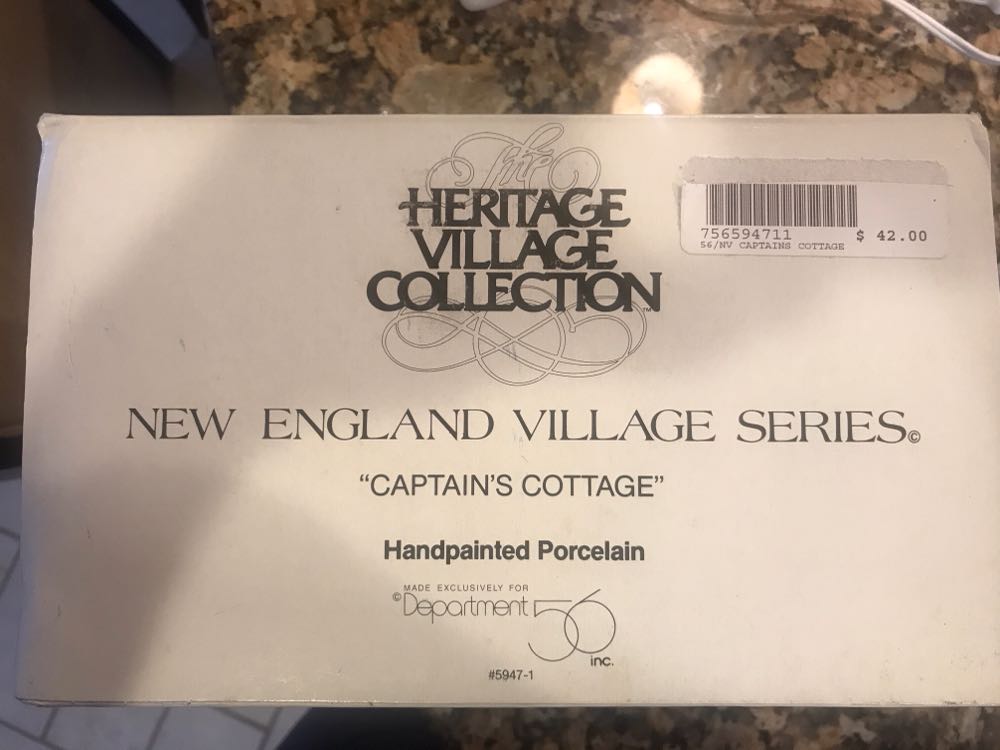 The
HERITAGE
VILLAGE
COLLECTION™
756594711 $ 42.00
56/NV CAPTAINS COTTAGE
NEW ENGLAND VILLAGE SERIES©
“CAPTAIN’S COTTAGE”
Handpainted Porcelain
MADE EXCLUSIVELY FOR
©Department 56
inc.
#5947-1